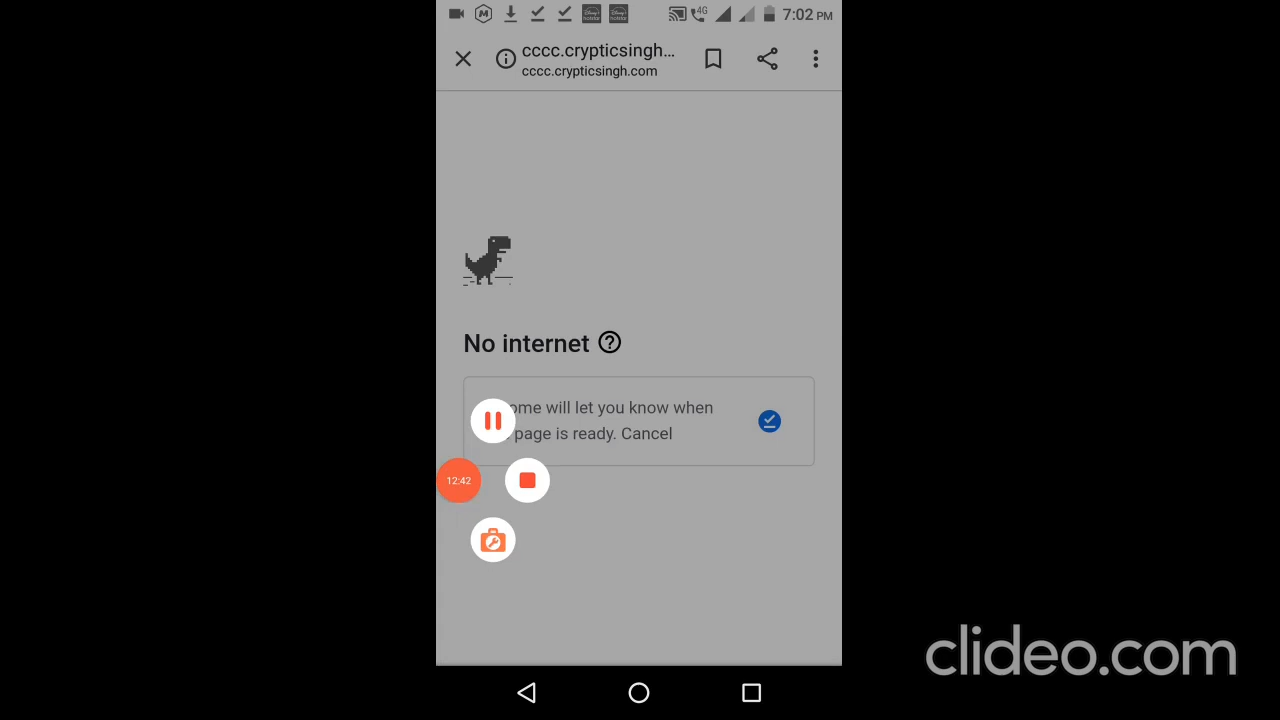 4G 7:02 PM
cccc.crypticsingh...
cccc.crypticsingh.com
No internet
ome will let you know when
page is ready. Cancel
12:42
clideo.com